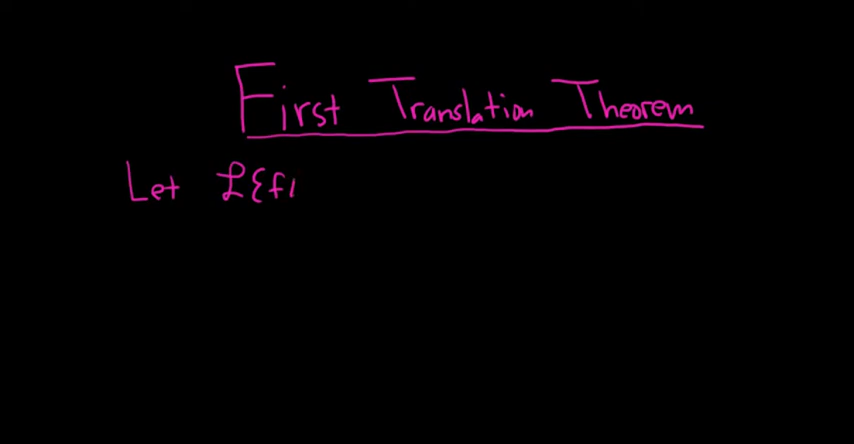 First Translation Theorem
Let ℒ{f(